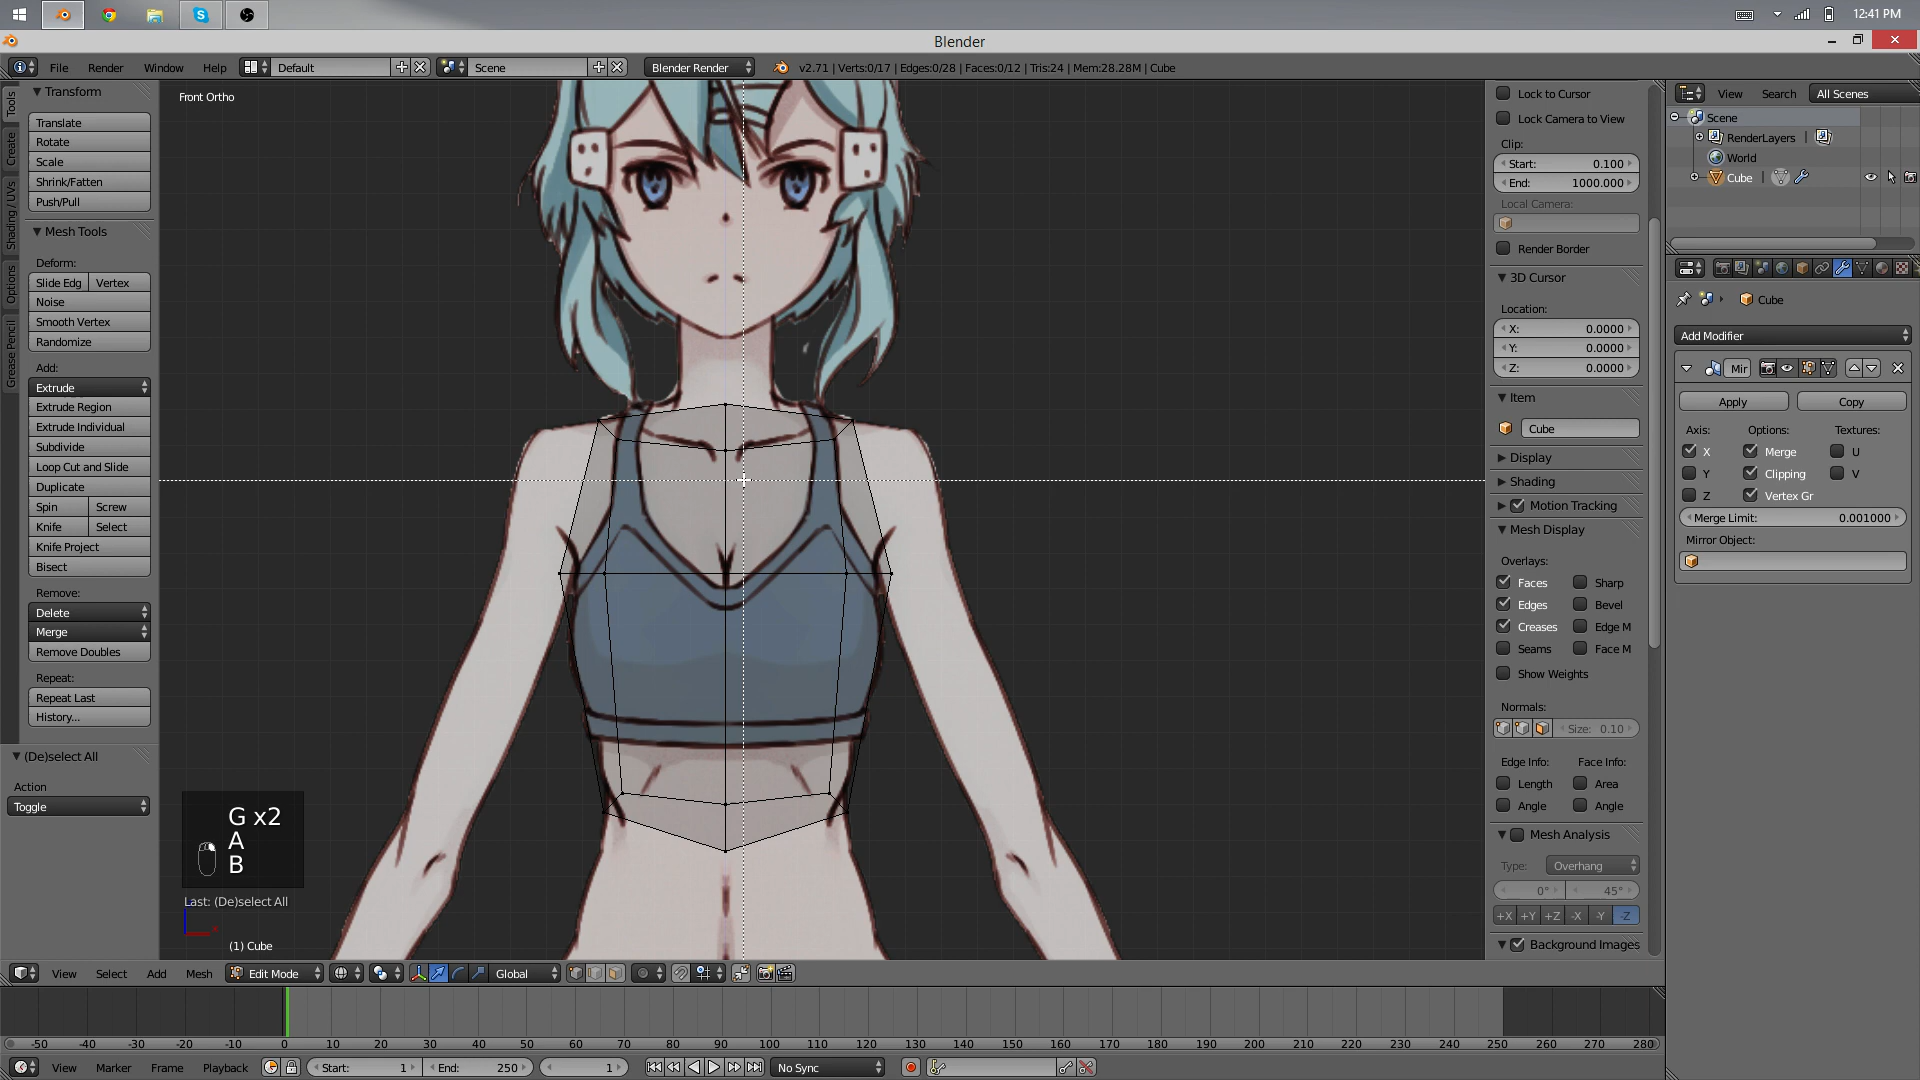 12:41 PM
Blender
File Render Window Help Default Scene Blender Render v2.71 | Verts:0/17 | Edges:0/28 | Faces:0/12 | Tris:24 | Mem:28.28M | Cube
Tools
Create
Shading / UVs
Options
Grease Pencil
Transform
Translate
Rotate
Scale
Shrink/Fatten
Push/Pull
Mesh Tools
Deform:
Slide Edg Vertex
Noise
Smooth Vertex
Randomize
Add:
Extrude
Extrude Region
Extrude Individual
Subdivide
Loop Cut and Slide
Duplicate
Spin Screw
Knife Select
Knife Project
Bisect
Remove:
Delete
Merge
Remove Doubles
Repeat:
Repeat Last
History...
(De)select All
Action
Toggle
Front Ortho
G x2
A
B
Last: (De)select All
(1) Cube
Lock to Cursor
Lock Camera to View
Clip:
Start: 0.100
End: 1000.000
Local Camera:
Render Border
3D Cursor
Location:
X: 0.0000
Y: 0.0000
Z: 0.0000
Item
Cube
Display
Shading
Motion Tracking
Mesh Display
Overlays:
Faces Sharp
Edges Bevel
Creases Edge M
Seams Face M
Show Weights
Normals:
Size: 0.10
Edge Info: Face Info:
Length Area
Angle Angle
Mesh Analysis
Type: Overhang
0° 45°
+X +Y +Z -X -Y -Z
Background Images
View Search All Scenes
Scene
RenderLayers |
World
Cube |
Cube
Add Modifier
Mir
Apply Copy
Axis: Options: Textures:
X Merge U
Y Clipping V
Z Vertex Gr
Merge Limit: 0.001000
Mirror Object:
View Select Add Mesh Edit Mode Global
-50 -40 -30 -20 -10 0 10 20 30 40 50 60 70 80 90 100 110 120 130 140 150 160 170 180 190 200 210 220 230 240 250 260 270 280
View Marker Frame Playback Start: 1 End: 250 1 No Sync